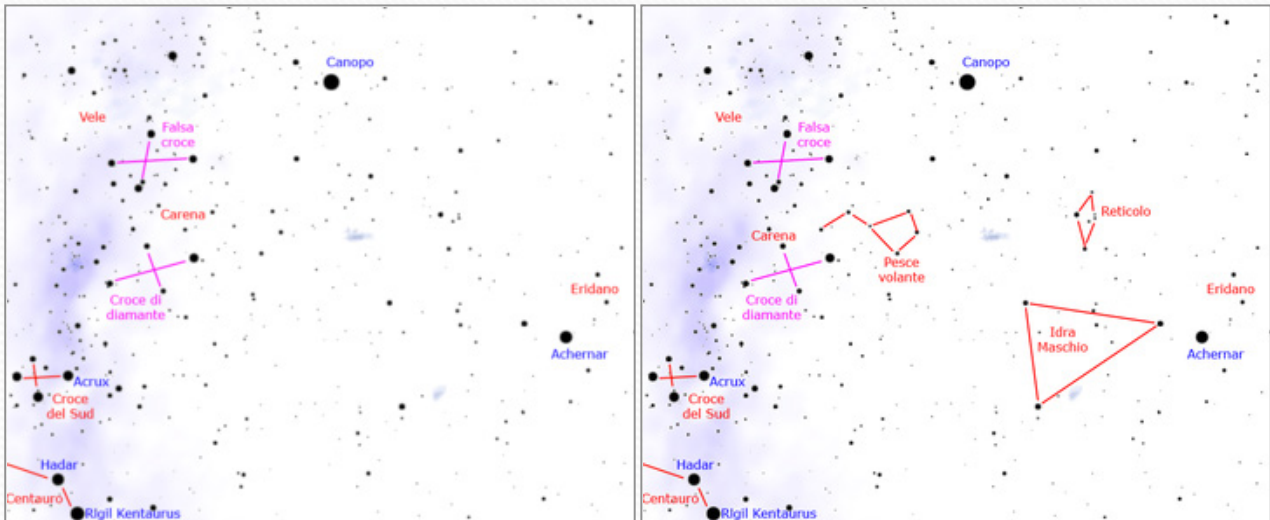 Canopo
Vele
Falsa
croce
Carena
Croce di
diamante
Eridano
Achernar
Acrux
Croce
del Sud
Hadar
Centauro
RIgil Kentaurus
Canopo
Vele
Falsa
croce
Reticolo
Carena
Pesce
volante
Croce di
diamante
Eridano
Idra
Maschio
Achernar
Acrux
Croce
del Sud
Hadar
Centauro
RIgil Kentaurus